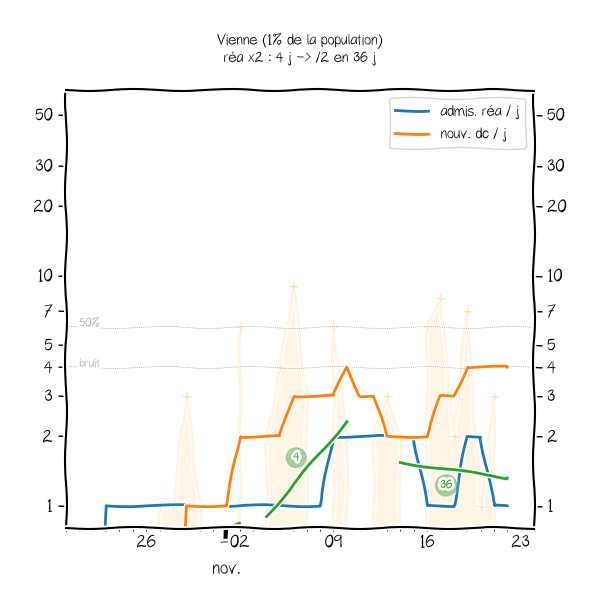 Vienne (1% de la population)
réa x2 : 4 j -> /2 en 36 j
admis. réa / j
nouv. dc / j
50 50
30 30
20 20
10 10
7 7
50%
5 5
bruit
4 4
3 3
2 2
4
36
1 1
26 02 09 16 23
nov.